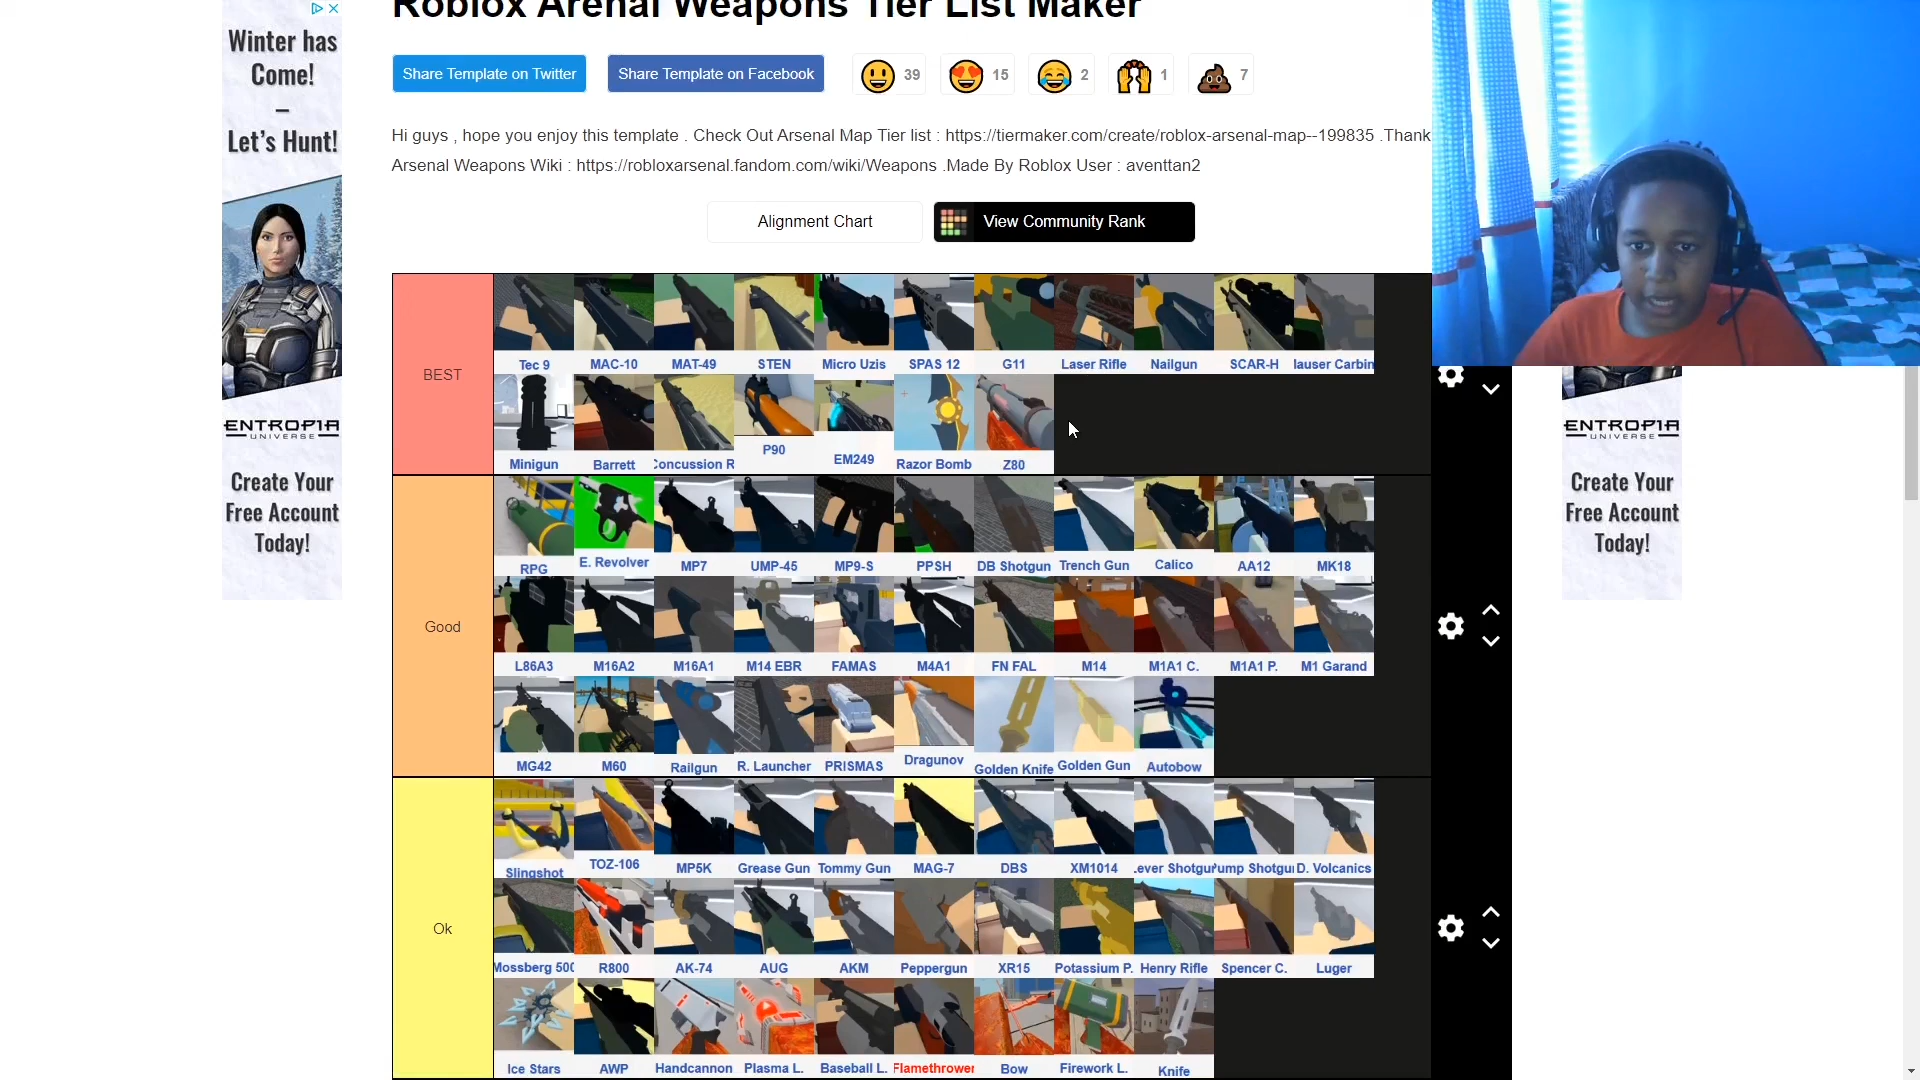 Roblox Arenal Weapons Tier List Maker
Winter has
Come!
–
Let's Hunt!
ENTROPIA
UNIVERSE
Create Your
Free Account
Today!
Share Template on Twitter
Share Template on Facebook
39
15
2
1
7
Hi guys , hope you enjoy this template . Check Out Arsenal Map Tier list : https://tiermaker.com/create/roblox-arsenal-map--199835 .Thank
Arsenal Weapons Wiki : https://robloxarsenal.fandom.com/wiki/Weapons .Made By Roblox User : aventtan2
Alignment Chart
View Community Rank
BEST
Tec 9 MAC-10 MAT-49 STEN Micro Uzis SPAS 12 G11 Laser Rifle Nailgun SCAR-H lauser Carbin
Minigun Barrett Concussion R P90 EM249 Razor Bomb Z80
Good
RPG E. Revolver MP7 UMP-45 MP9-S PPSH DB Shotgun Trench Gun Calico AA12 MK18
L86A3 M16A2 M16A1 M14 EBR FAMAS M4A1 FN FAL M14 M1A1 C. M1A1 P. M1 Garand
MG42 M60 Railgun R. Launcher PRISMAS Dragunov Golden Knife Golden Gun Autobow
Ok
Slingshot TOZ-106 MP5K Grease Gun Tommy Gun MAG-7 DBS XM1014 ever Shotgu ump Shotgu D. Volcanics
Mossberg 500 R800 AK-74 AUG AKM Peppergun XR15 Potassium P. Henry Rifle Spencer C. Luger
Ice Stars AWP Handcannon Plasma L. Baseball L. Flamethrower Bow Firework L. Knife
ENTROPIA
UNIVERSE
Create Your
Free Account
Today!